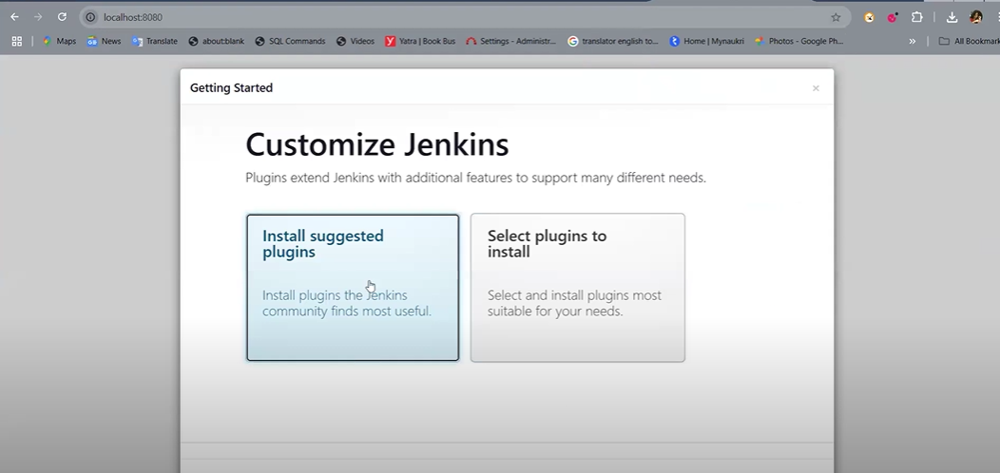 localhost:8080
Maps News Translate about:blank SQL Commands Videos Yatra | Book Bus Settings - Administr... translator english to... Home | Mynaukri Photos - Google Ph... » All Bookmark
Getting Started ×
Customize Jenkins
Plugins extend Jenkins with additional features to support many different needs.
Install suggested
plugins
Install plugins the Jenkins
community finds most useful.
Select plugins to
install
Select and install plugins most
suitable for your needs.